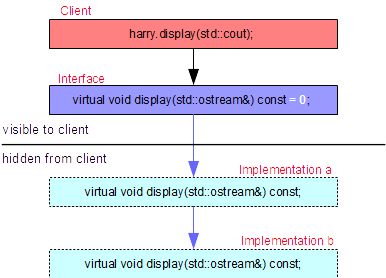 Client
harry.display(std::cout);
Interface
virtual void display(std::ostream&) const = 0;
visible to client
hidden from client
Implementation a
virtual void display(std::ostream&) const;
Implementation b
virtual void display(std::ostream&) const;